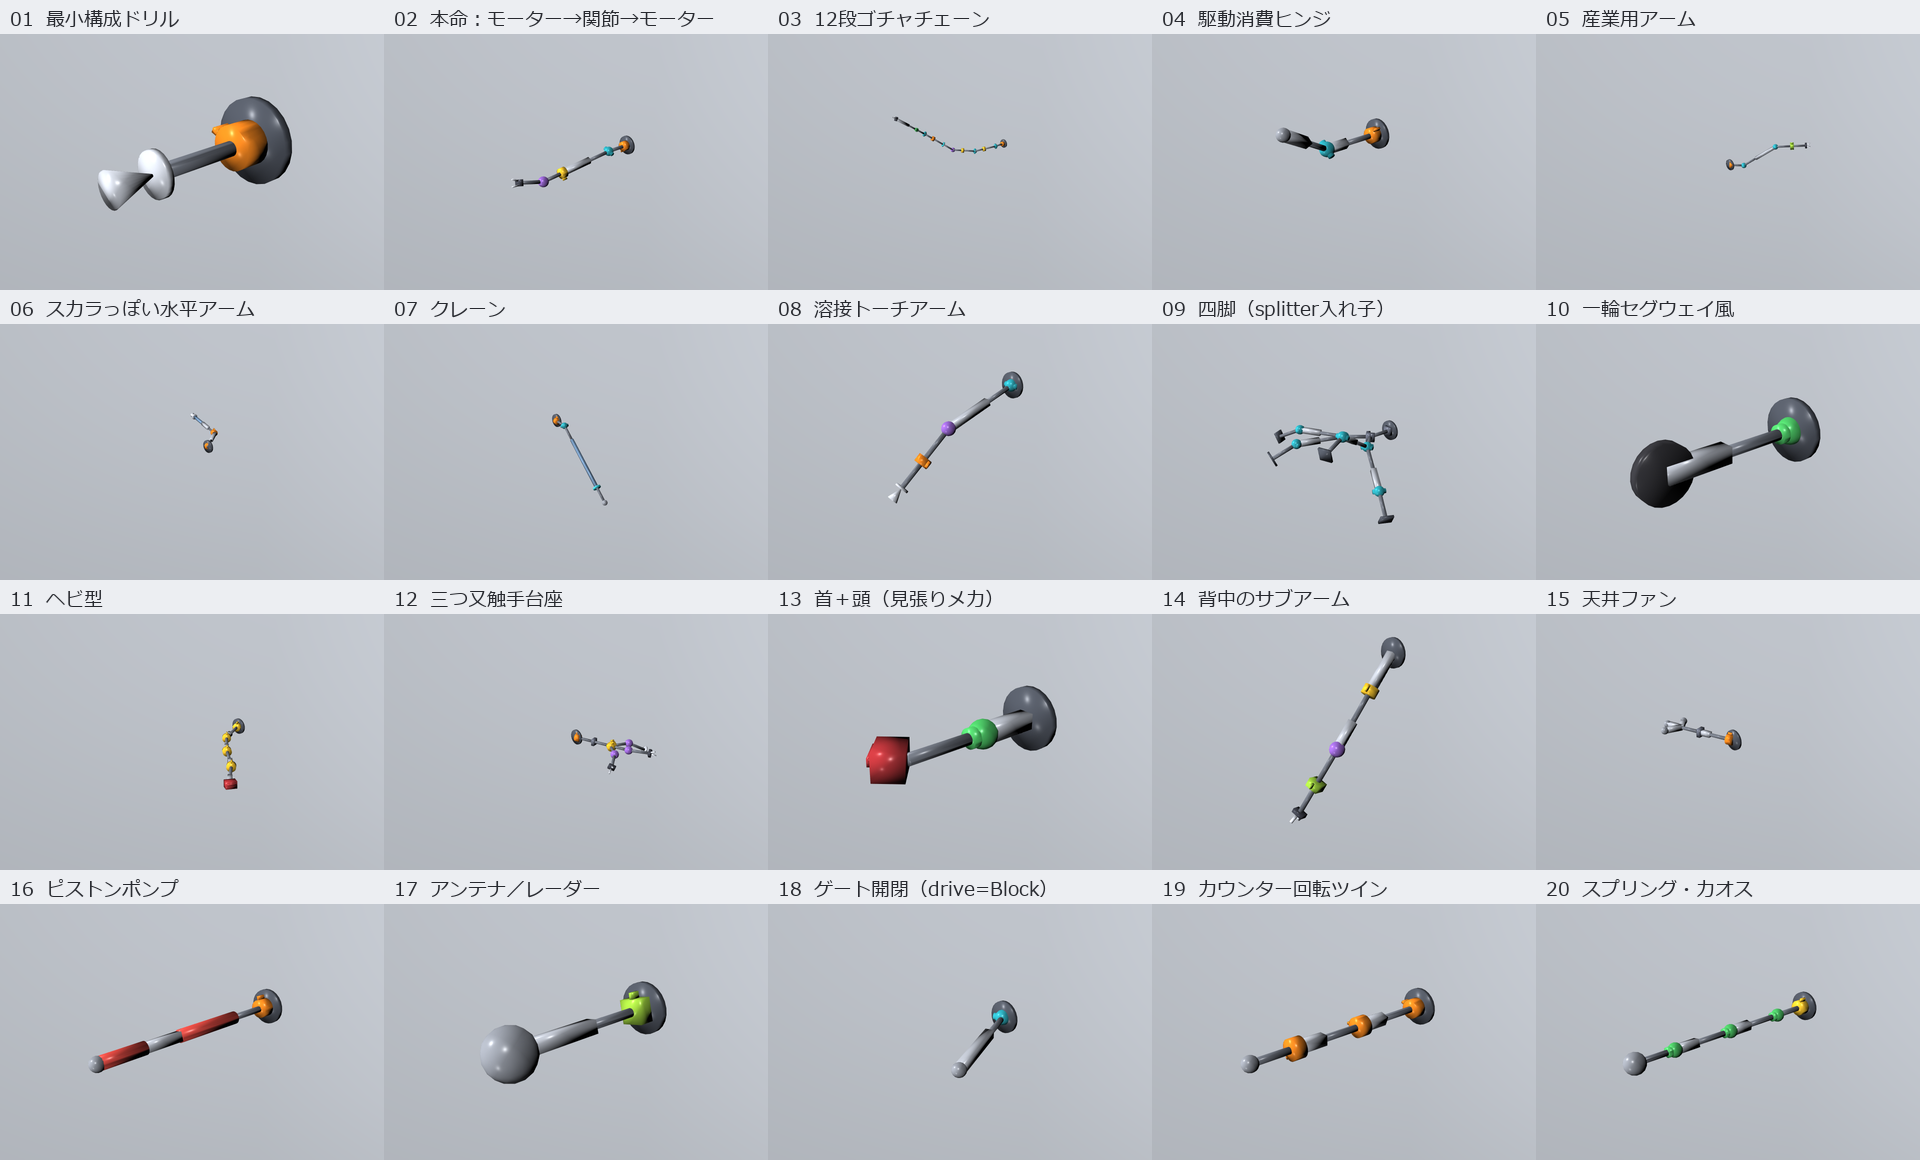 01 最小構成ドリル
02 本命：モーター→関節→モーター
03 12段ゴチャチェーン
04 駆動消費ヒンジ
05 産業用アーム
06 スカラっぽい水平アーム
07 クレーン
08 溶接トーチアーム
09 四脚（splitter入れ子）
10 一輪セグウェイ風
11 ヘビ型
12 三つ又触手台座
13 首＋頭（見張りメカ）
14 背中のサブアーム
15 天井ファン
16 ピストンポンプ
17 アンテナ／レーダー
18 ゲート開閉（drive=Block）
19 カウンター回転ツイン
20 スプリング・カオス